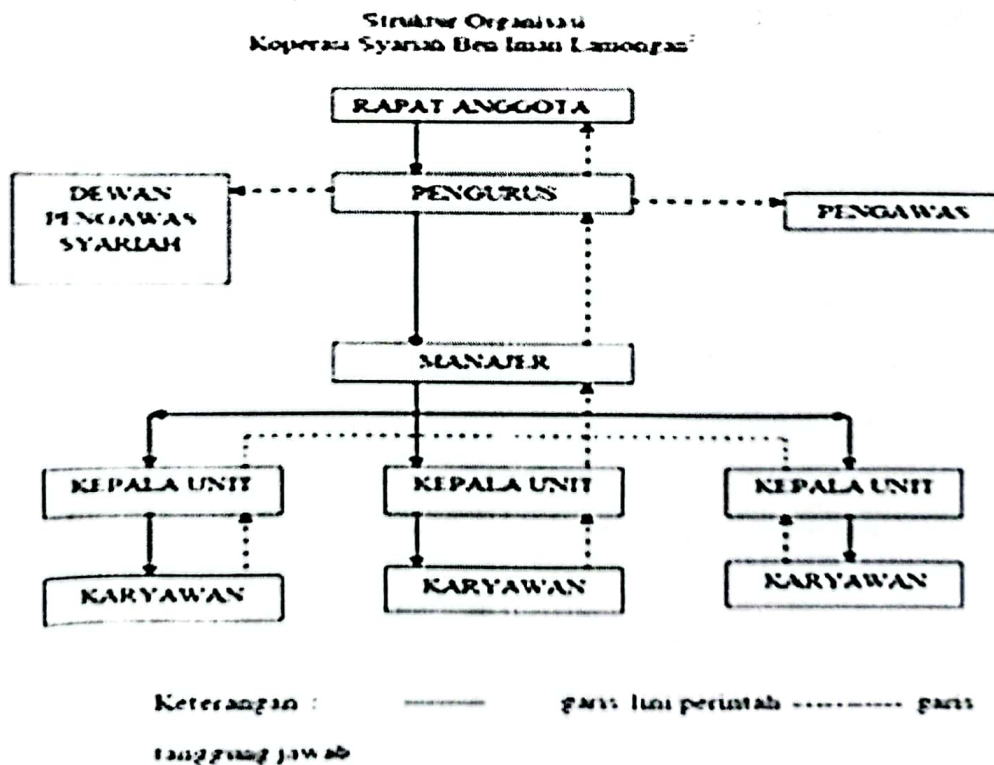 Struktur Organisasi
Koperasi Syariah Ben Iman Lamongan²
RAPAT ANGGOTA
PENGURUS
DEWAN
PENGAWAS
SYARIAH
PENGAWAS
MANAJER
KEPALA UNIT
KEPALA UNIT
KEPALA UNIT
KARYAWAN
KARYAWAN
KARYAWAN
Keterangan : garis lini perintah garis
tanggung jawab